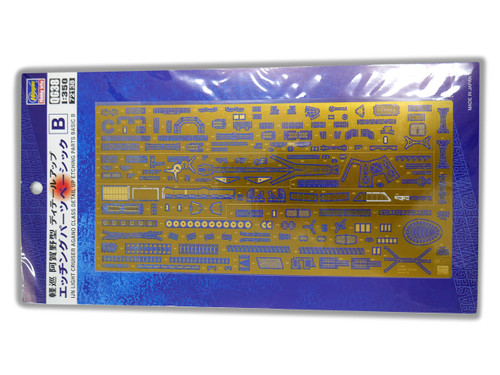 Hasegawa
QG38
1:350
72138
B
軽巡 阿賀野型 ディテールアップ
エッチングパーツ ベーシック
IJN LIGHT CRUISER AGANO CLASS DETAIL UP ETCHING PARTS BASIC B
MADE IN JAPAN